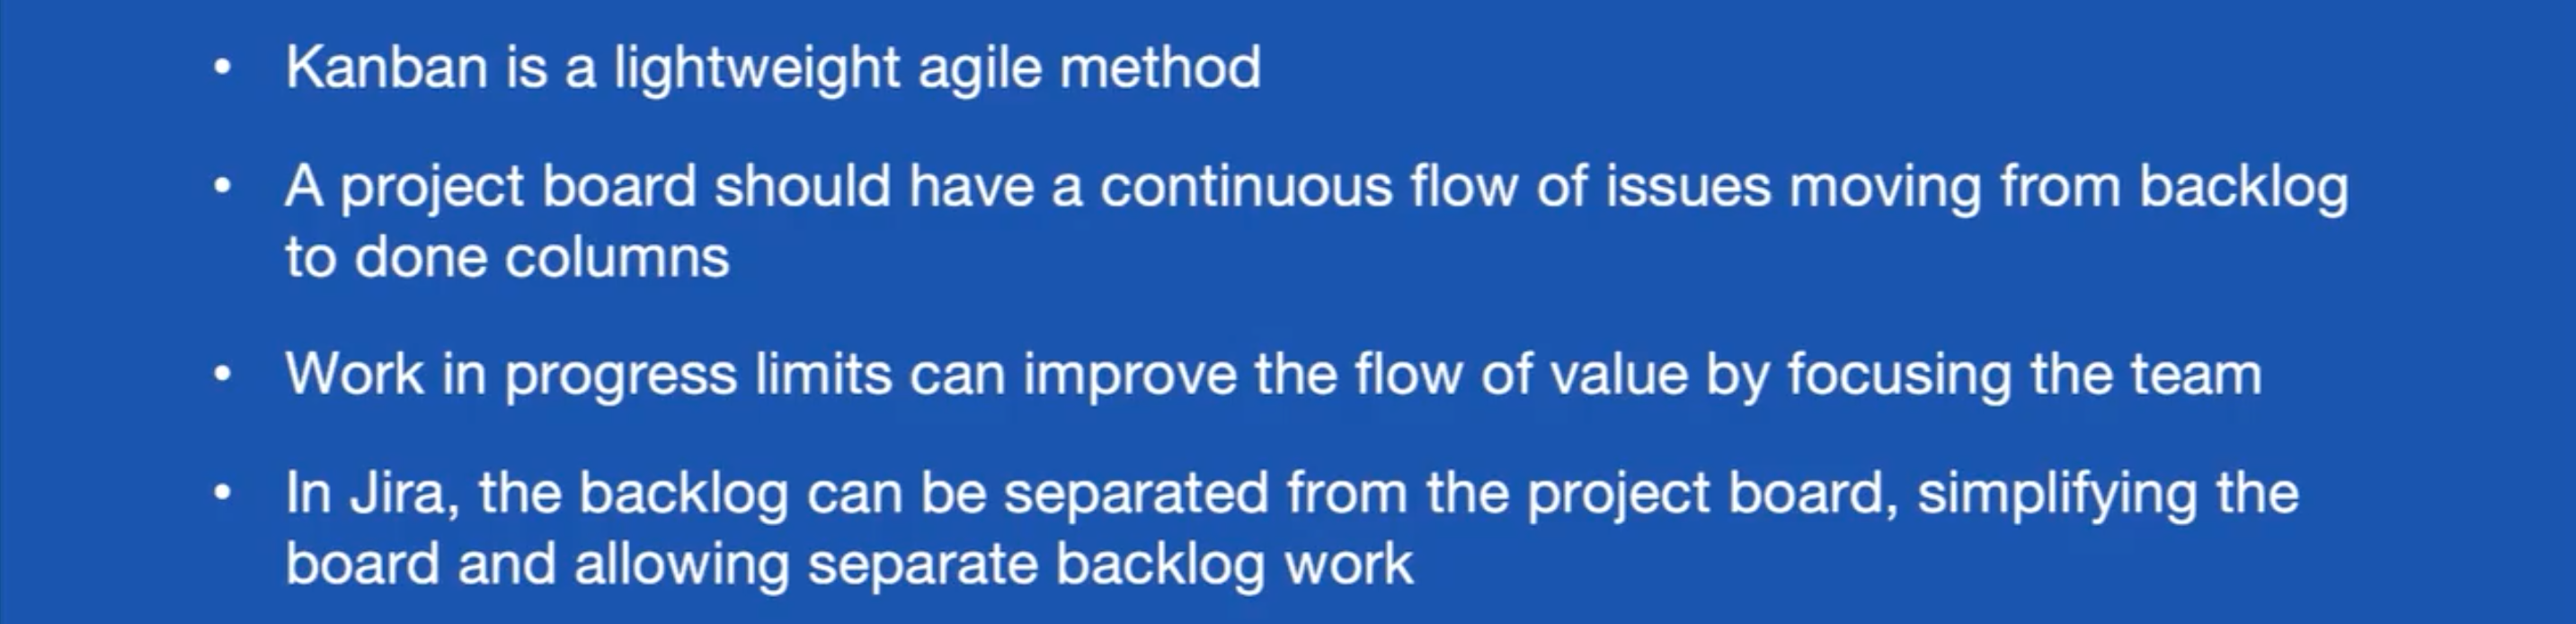 • Kanban is a lightweight agile method
• A project board should have a continuous flow of issues moving from backlog
to done columns
• Work in progress limits can improve the flow of value by focusing the team
• In Jira, the backlog can be separated from the project board, simplifying the
board and allowing separate backlog work